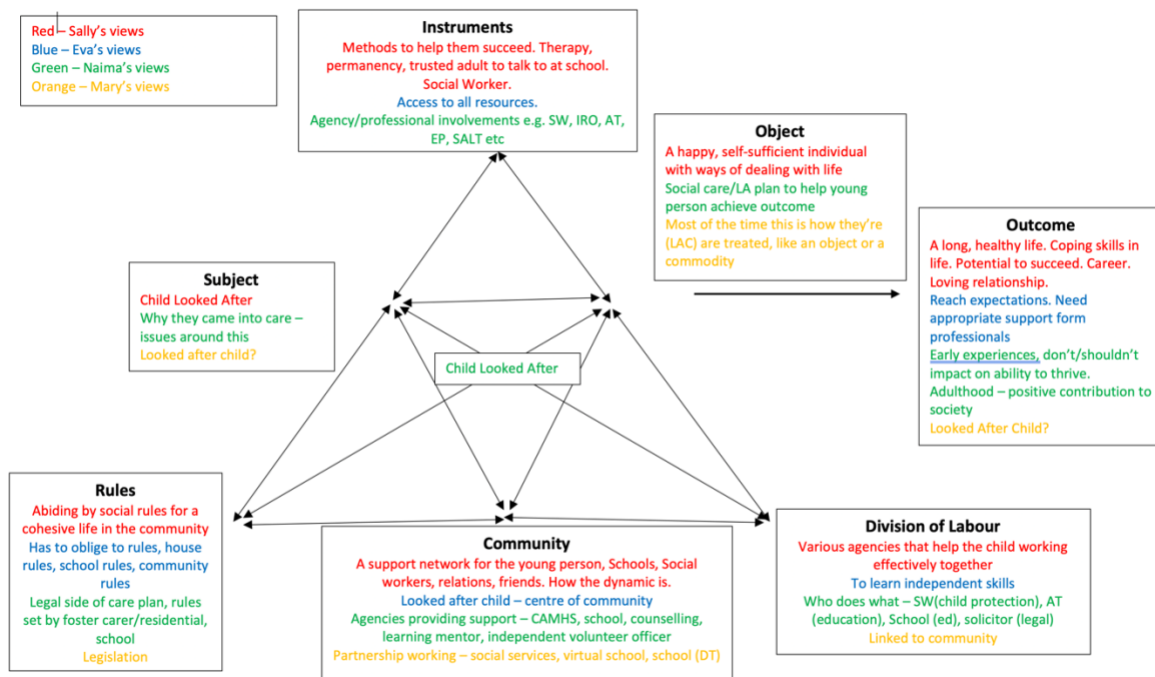 Red – Sally's views
Blue – Eva's views
Green – Naima's views
Orange – Mary's views
Instruments
Methods to help them succeed. Therapy,
permanency, trusted adult to talk to at school.
Social Worker.
Access to all resources.
Agency/professional involvements e.g. SW, IRO, AT,
EP, SALT etc
Object
A happy, self-sufficient individual
with ways of dealing with life
Social care/LA plan to help young
person achieve outcome
Most of the time this is how they're
(LAC) are treated, like an object or a
commodity
Outcome
A long, healthy life. Coping skills in
life. Potential to succeed. Career.
Loving relationship.
Reach expectations. Need
appropriate support form
professionals
Early experiences, don't/shouldn't
impact on ability to thrive.
Adulthood – positive contribution to
society
Looked After Child?
Subject
Child Looked After
Why they came into care –
issues around this
Looked after child?
Child Looked After
Rules
Abiding by social rules for a
cohesive life in the community
Has to oblige to rules, house
rules, school rules, community
rules
Legal side of care plan, rules
set by foster carer/residential,
school
Legislation
Community
A support network for the young person, Schools, Social
workers, relations, friends. How the dynamic is.
Looked after child – centre of community
Agencies providing support – CAMHS, school, counselling,
learning mentor, independent volunteer officer
Partnership working – social services, virtual school, school (DT)
Division of Labour
Various agencies that help the child working
effectively together
To learn independent skills
Who does what – SW(child protection), AT
(education), School (ed), solicitor (legal)
Linked to community